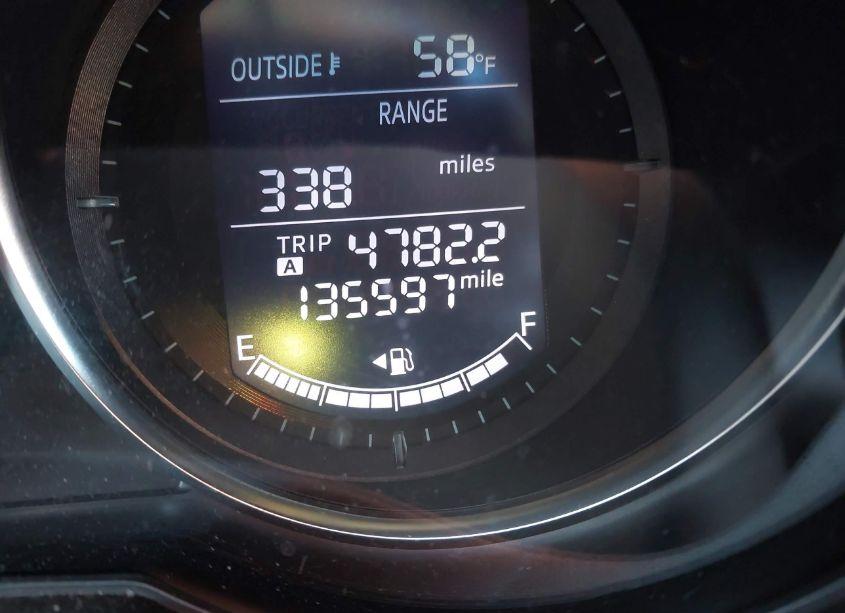 OUTSIDE 58°F
RANGE
338 miles
TRIP A 4782.2
135597 mile
E F